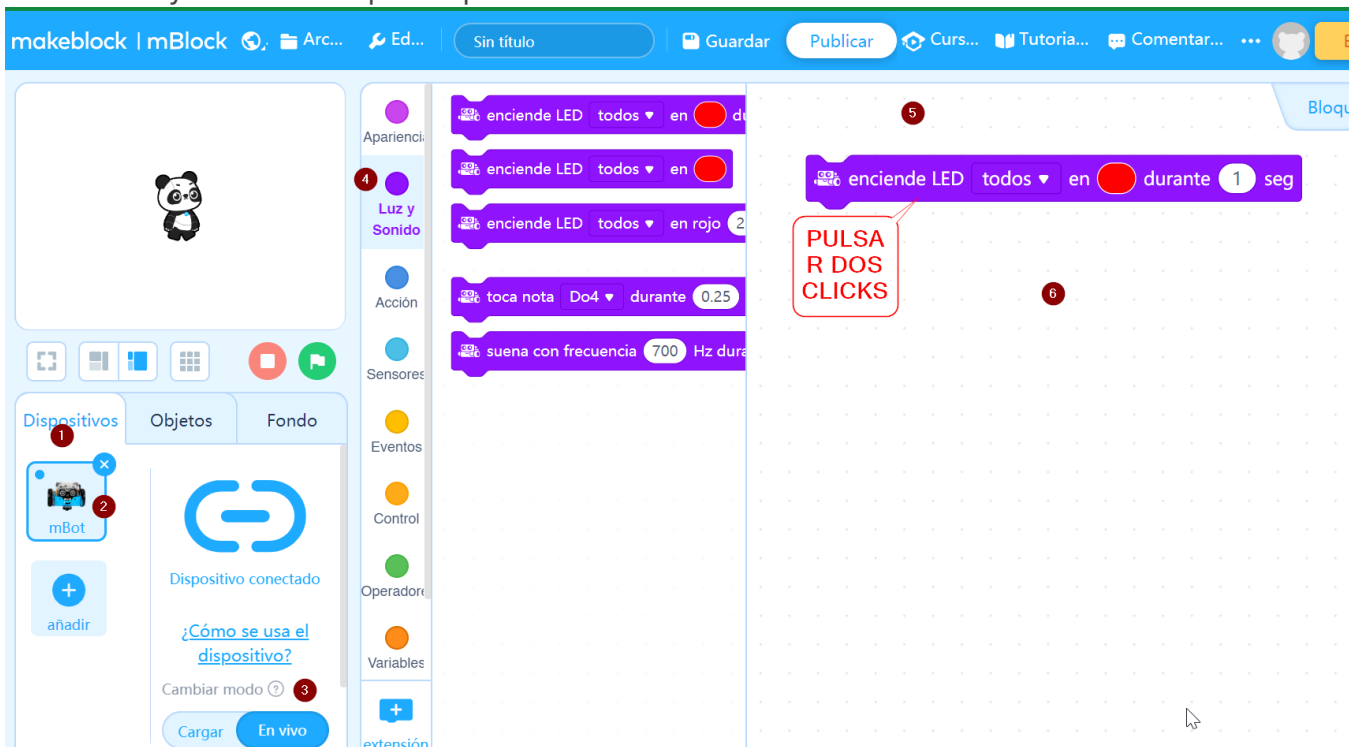 makeblock | mBlock Arc... Ed... Sin título Guardar Publicar Curs... Tutoria... Comentar... ...
Apariencia
4
Luz y
Sonido
Acción
Sensores
Eventos
Control
Operadore
Variables
extensión
enciende LED todos en
enciende LED todos en
enciende LED todos en rojo
toca nota Do4 durante 0.25
suena con frecuencia 700 Hz dura
5
Bloqu
enciende LED todos en durante 1 seg
PULSA
R DOS
CLICKS
6
Dispositivos Objetos Fondo
1
2
mBot
añadir
Dispositivo conectado
¿Cómo se usa el
dispositivo?
Cambiar modo ? 3
Cargar En vivo